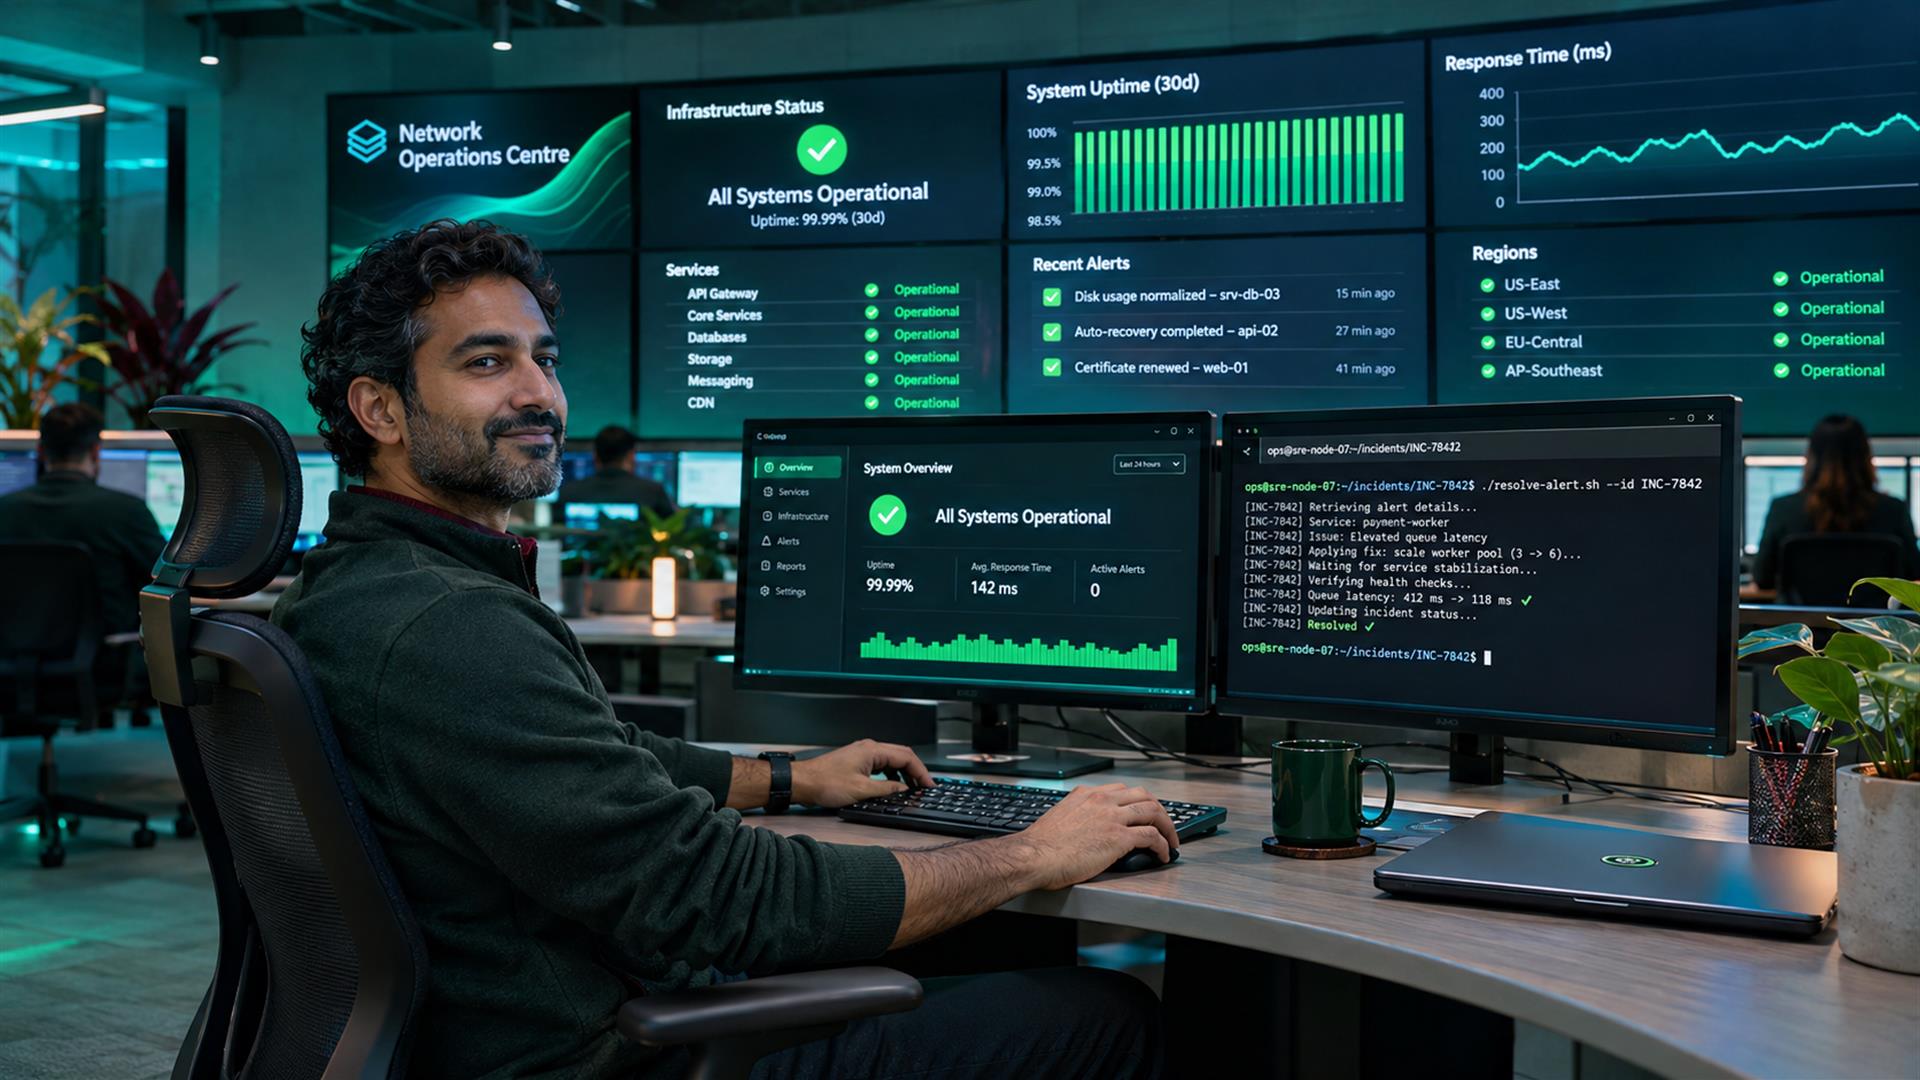 Network
Operations Centre
Infrastructure Status
All Systems Operational
Uptime: 99.99% (30d)
System Uptime (30d)
100%
99.5%
99.0%
98.5%
Response Time (ms)
400
300
200
100
0
Services
API Gateway Operational
Core Services Operational
Databases Operational
Storage Operational
Messaging Operational
CDN Operational
Recent Alerts
Disk usage normalized – srv-db-03 15 min ago
Auto-recovery completed – api-02 27 min ago
Certificate renewed – web-01 41 min ago
Regions
US-East Operational
US-West Operational
EU-Central Operational
AP-Southeast Operational
Overview
Services
Infrastructure
Alerts
Reports
Settings
System Overview
Last 24 hours
All Systems Operational
Uptime
99.99%
Avg. Response Time
142 ms
Active Alerts
0
ops@sre-node-07:~/incidents/INC-7842
ops@sre-node-07:~/incidents/INC-7842$ ./resolve-alert.sh --id INC-7842
[INC-7842] Retrieving alert details...
[INC-7842] Service: payment-worker
[INC-7842] Issue: Elevated queue latency
[INC-7842] Applying fix: scale worker pool (3 -> 6)...
[INC-7842] Waiting for service stabilization...
[INC-7842] Verifying health checks...
[INC-7842] Queue latency: 412 ms -> 118 ms ✓
[INC-7842] Updating incident status...
[INC-7842] Resolved ✓
ops@sre-node-07:~/incidents/INC-7842$